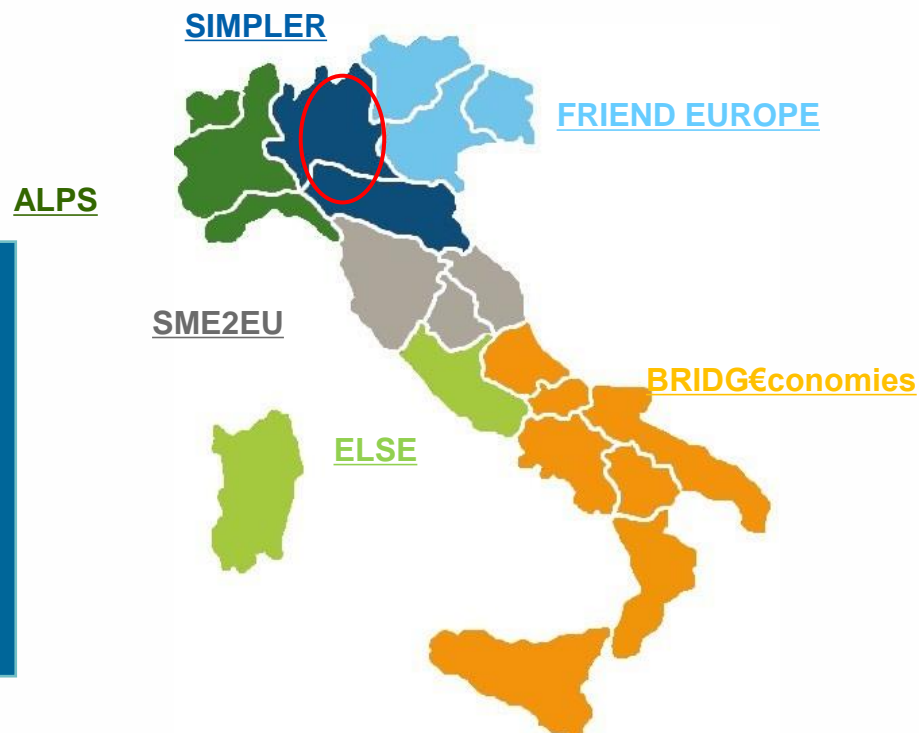 SIMPLER
FRIEND EUROPE
ALPS
SME2EU
BRIDG€conomies
ELSE